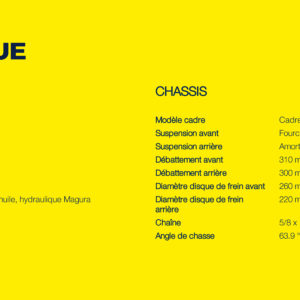 UE
CHASSIS
Modèle cadre Cadre
Suspension avant Fourc
Suspension arrière Amort
Débattement avant 310 m
Débattement arrière 300 m
Diamètre disque de frein avant 260 m
huile, hydraulique Magura
Diamètre disque de frein 220 m
arrière
Chaîne 5/8 x
Angle de chasse 63.9 °